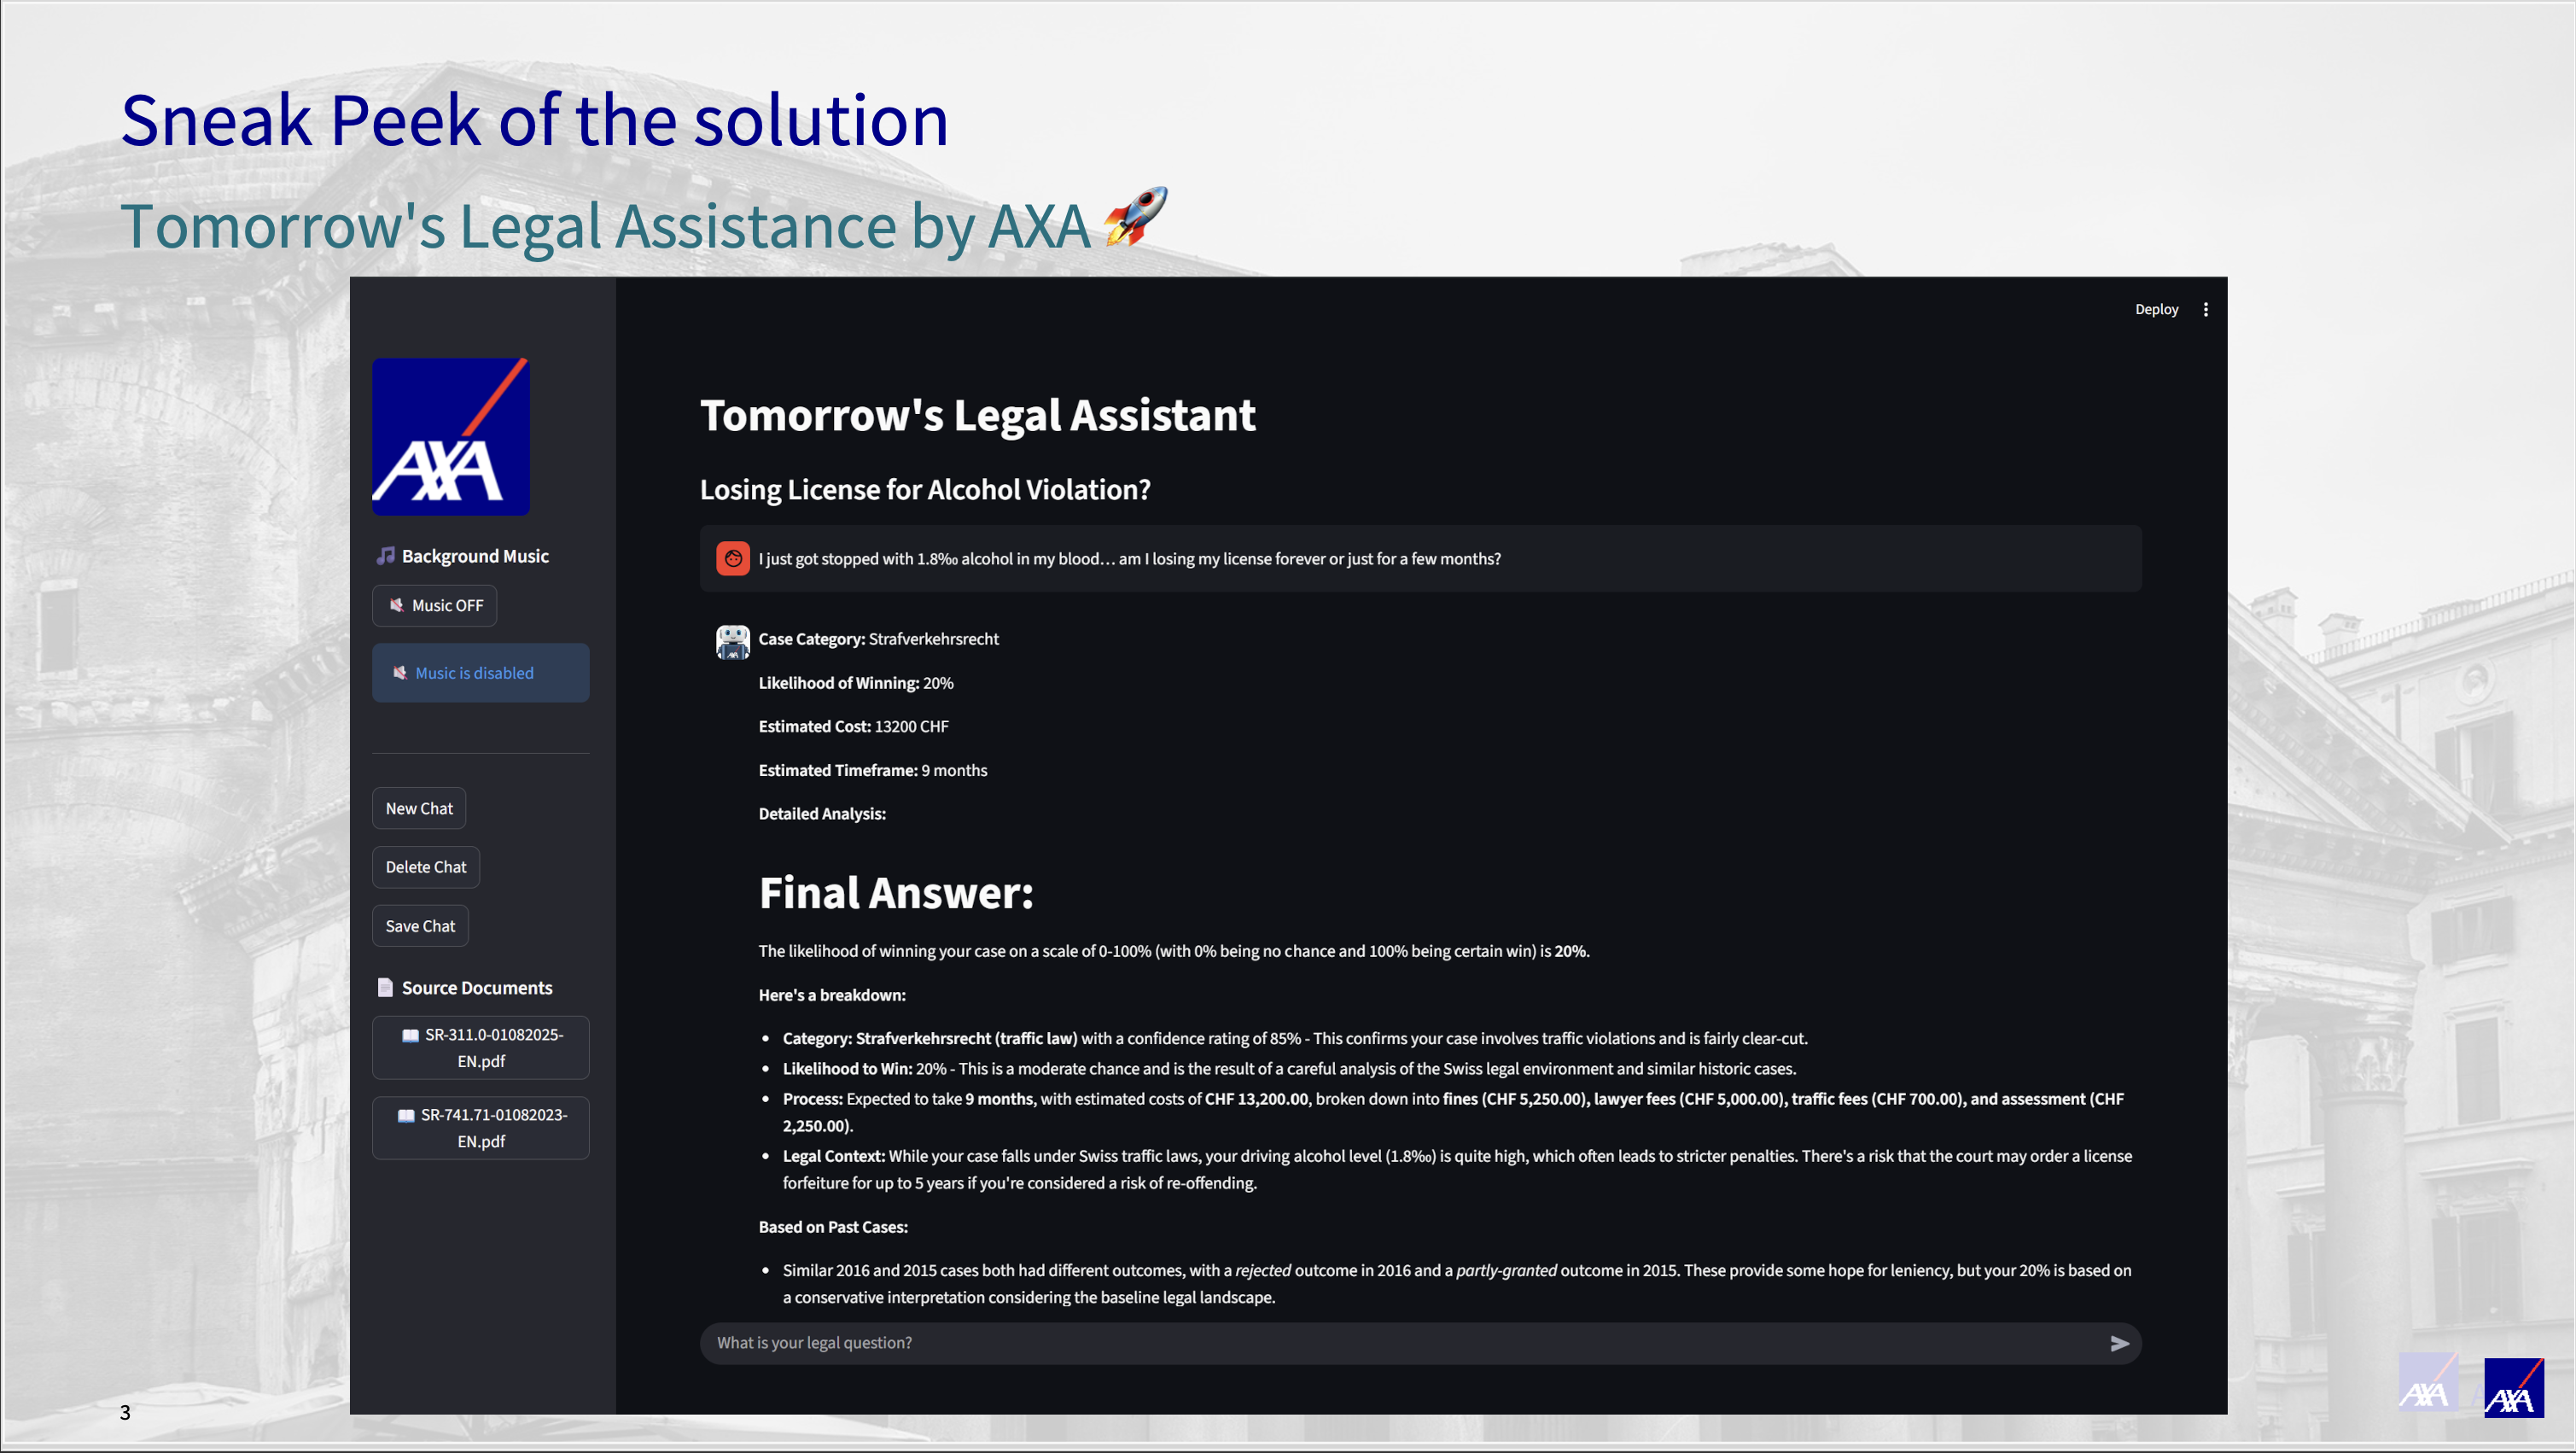 Sneak Peek of the solution
Tomorrow's Legal Assistance by AXA 🚀
Deploy
AXA
🎵 Background Music
🔇 Music OFF
🔇 Music is disabled
New Chat
Delete Chat
Save Chat
📄 Source Documents
📖 SR-311.0-01082025-
EN.pdf
📖 SR-741.71-01082023-
EN.pdf
Tomorrow's Legal Assistant
Losing License for Alcohol Violation?
I just got stopped with 1.8‰ alcohol in my blood… am I losing my license forever or just for a few months?
Case Category: Strafverkehrsrecht
Likelihood of Winning: 20%
Estimated Cost: 13200 CHF
Estimated Timeframe: 9 months
Detailed Analysis:
Final Answer:
The likelihood of winning your case on a scale of 0-100% (with 0% being no chance and 100% being certain win) is 20%.
Here's a breakdown:
• Category: Strafverkehrsrecht (traffic law) with a confidence rating of 85% - This confirms your case involves traffic violations and is fairly clear-cut.
• Likelihood to Win: 20% - This is a moderate chance and is the result of a careful analysis of the Swiss legal environment and similar historic cases.
• Process: Expected to take 9 months, with estimated costs of CHF 13,200.00, broken down into fines (CHF 5,250.00), lawyer fees (CHF 5,000.00), traffic fees (CHF 700.00), and assessment (CHF
2,250.00).
• Legal Context: While your case falls under Swiss traffic laws, your driving alcohol level (1.8‰) is quite high, which often leads to stricter penalties. There's a risk that the court may order a license
forfeiture for up to 5 years if you're considered a risk of re-offending.
Based on Past Cases:
• Similar 2016 and 2015 cases both had different outcomes, with a rejected outcome in 2016 and a partly-granted outcome in 2015. These provide some hope for leniency, but your 20% is based on
a conservative interpretation considering the baseline legal landscape.
What is your legal question?
3
AXA
AXA